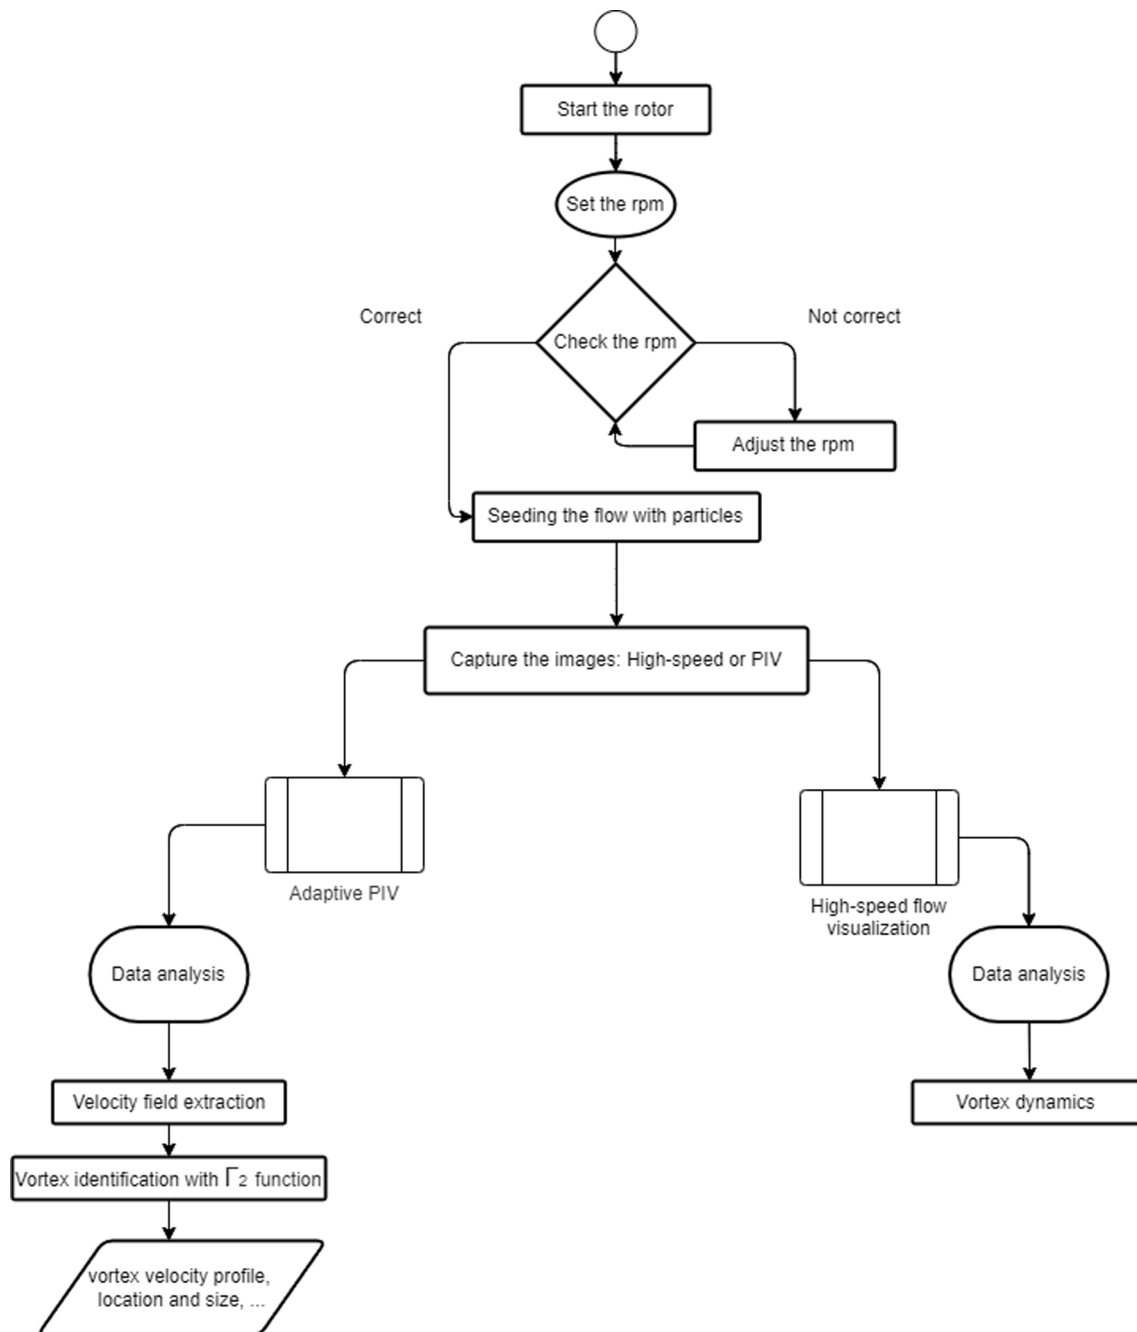 Start the rotor
Set the rpm
Correct
Not correct
Check the rpm
Adjust the rpm
Seeding the flow with particles
Capture the images: High-speed or PIV
Adaptive PIV
High-speed flow
visualization
Data analysis
Data analysis
Velocity field extraction
Vortex dynamics
Vortex identification with Γ₂ function
vortex velocity profile,
location and size, ...